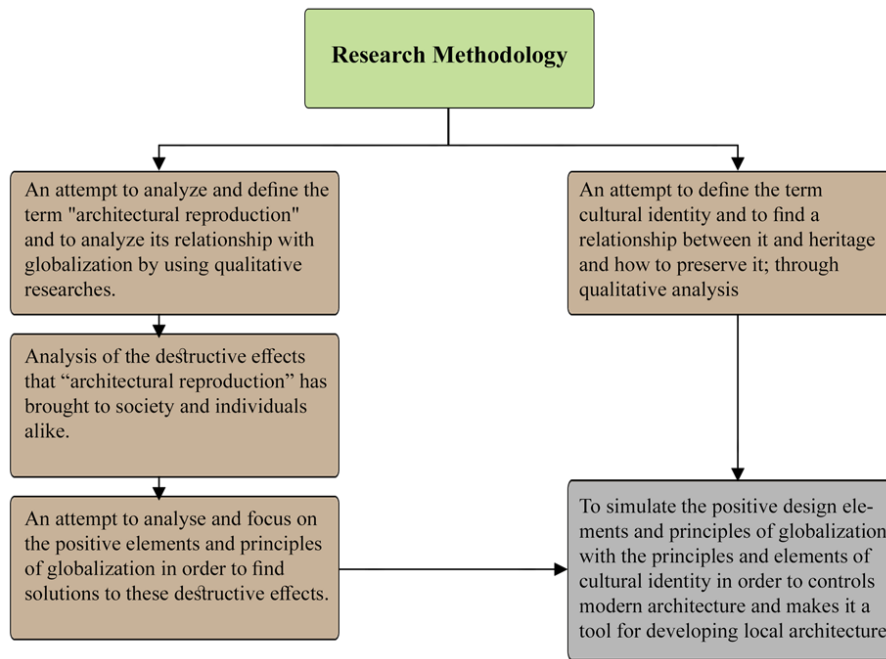 Research Methodology
An attempt to analyze and define the
term "architectural reproduction"
and to analyze its relationship with
globalization by using qualitative
researches.
An attempt to define the term
cultural identity and to find a
relationship between it and heritage
and how to preserve it; through
qualitative analysis
Analysis of the destructive effects
that “architectural reproduction” has
brought to society and individuals
alike.
An attempt to analyse and focus on
the positive elements and principles
of globalization in order to find
solutions to these destructive effects.
To simulate the positive design ele-
ments and principles of globalization
with the principles and elements of
cultural identity in order to controls
modern architecture and makes it a
tool for developing local architecture